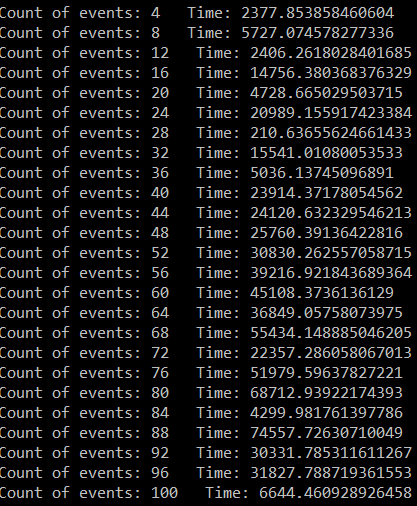 Count of events: 4   Time: 2377.853858460604
Count of events: 8   Time: 5727.074578277336
Count of events: 12   Time: 2406.2618028401685
Count of events: 16   Time: 14756.380368376329
Count of events: 20   Time: 4728.665029503715
Count of events: 24   Time: 20989.155917423384
Count of events: 28   Time: 210.63655624661433
Count of events: 32   Time: 15541.01080053533
Count of events: 36   Time: 5036.13745096891
Count of events: 40   Time: 23914.37178054562
Count of events: 44   Time: 24120.632329546213
Count of events: 48   Time: 25760.39136422816
Count of events: 52   Time: 30830.262557058715
Count of events: 56   Time: 39216.921843689364
Count of events: 60   Time: 45108.3736136129
Count of events: 64   Time: 36849.05758073975
Count of events: 68   Time: 55434.148885046205
Count of events: 72   Time: 22357.286058067013
Count of events: 76   Time: 51979.59637827221
Count of events: 80   Time: 68712.93922174393
Count of events: 84   Time: 4299.981761397786
Count of events: 88   Time: 74557.72630710049
Count of events: 92   Time: 30331.785311611267
Count of events: 96   Time: 31827.788719361553
Count of events: 100   Time: 6644.460928926458